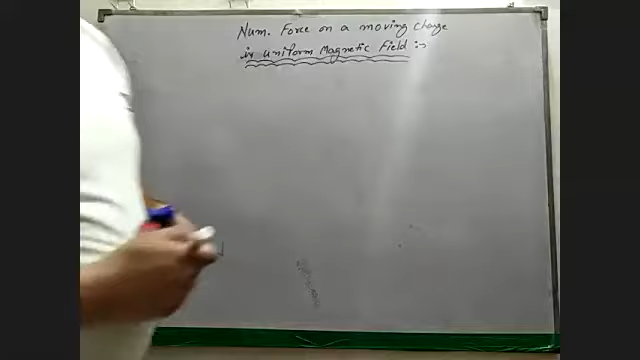 Num. Force on a moving charge
in uniform Magnetic Field :-